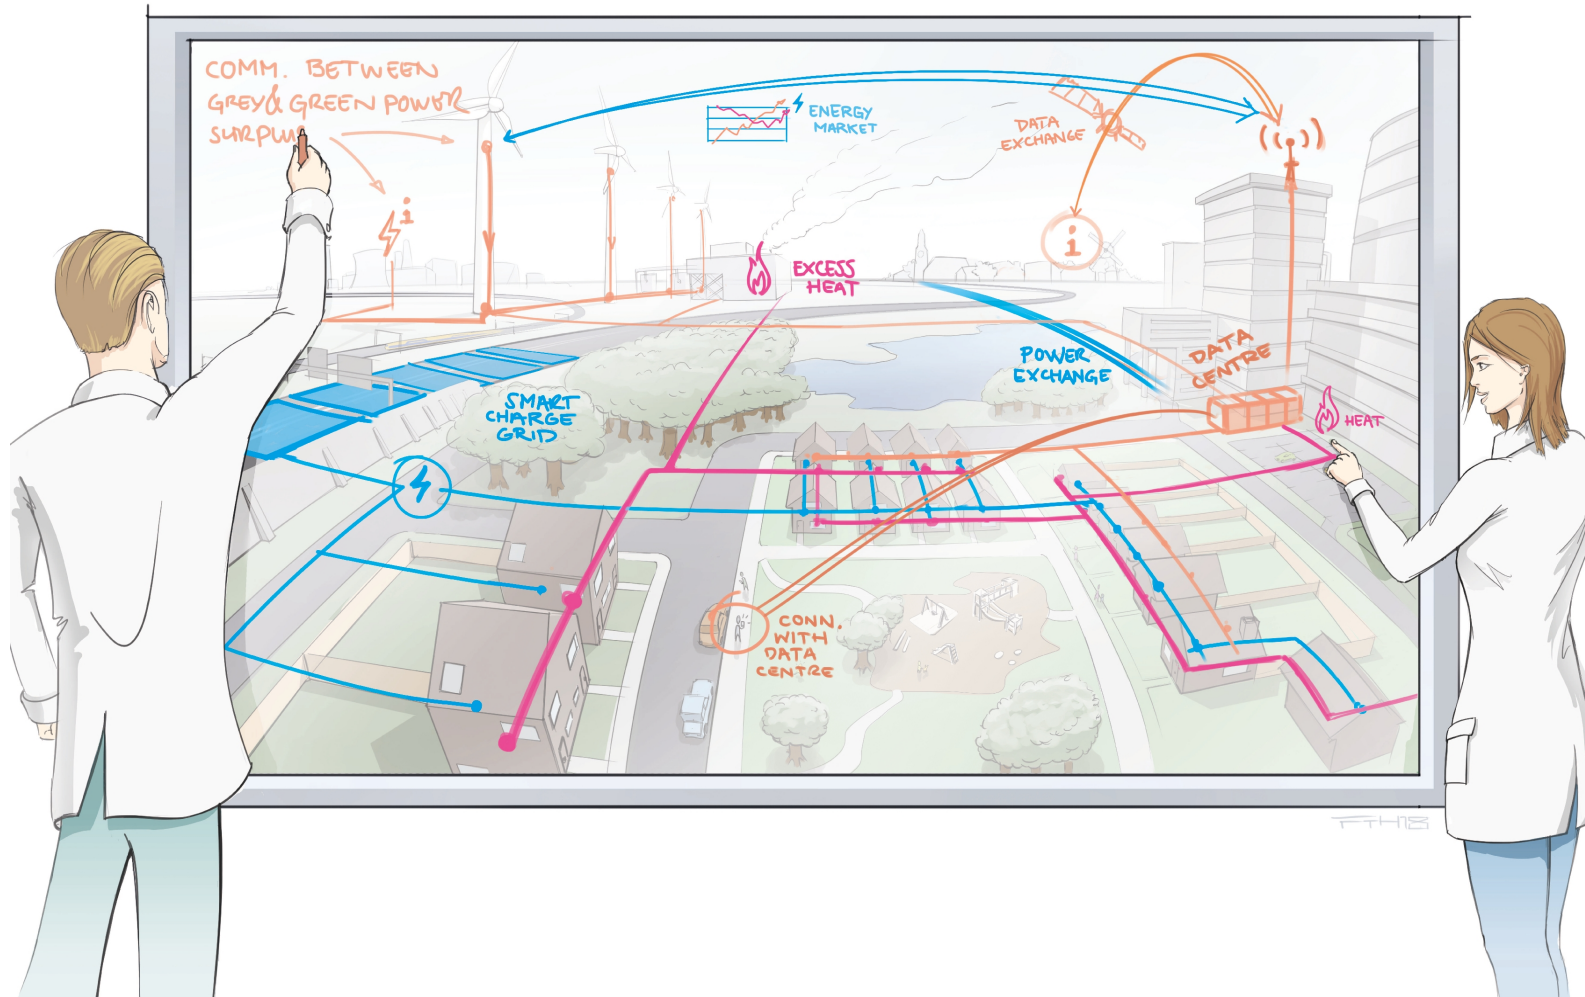 COMM. BETWEEN
GREY & GREEN POWER
SURPLUS
i
ENERGY
MARKET
DATA
EXCHANGE
i
EXCESS
HEAT
POWER
EXCHANGE
DATA
CENTRE
HEAT
SMART
CHARGE
GRID
CONN.
WITH
DATA
CENTRE
FTH18